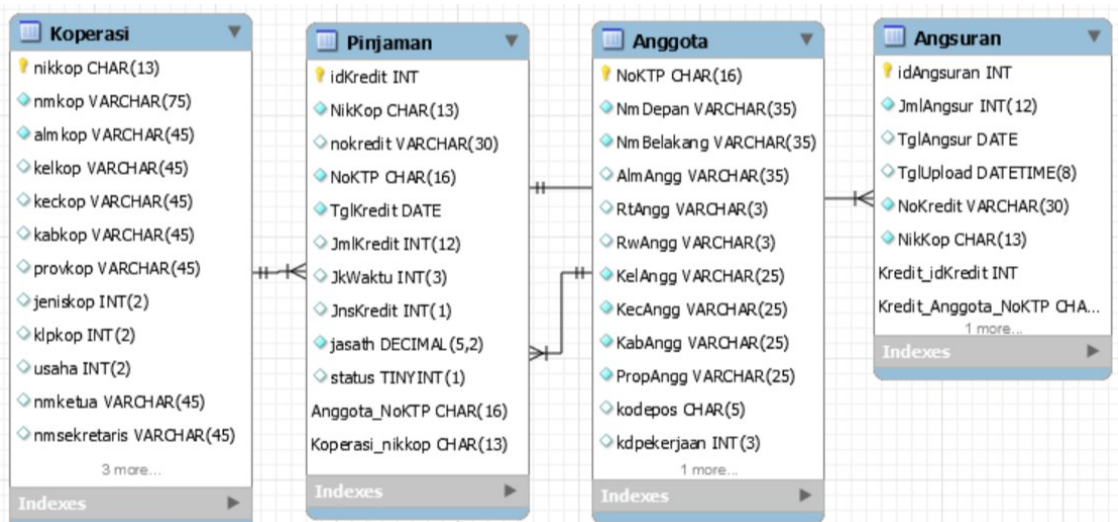 Koperasi
nikkop CHAR(13)
nmkop VARCHAR(75)
almkop VARCHAR(45)
kelkop VARCHAR(45)
keckop VARCHAR(45)
kabkop VARCHAR(45)
provkop VARCHAR(45)
jeniskop INT(2)
klpkop INT(2)
usaha INT(2)
nmketua VARCHAR(45)
nmsekretaris VARCHAR(45)
3 more...
Indexes
Pinjaman
idKredit INT
NikKop CHAR(13)
nokredit VARCHAR(30)
NoKTP CHAR(16)
TglKredit DATE
JmlKredit INT(12)
JkWaktu INT(3)
JnsKredit INT(1)
jasath DECIMAL(5,2)
status TINYINT(1)
Anggota_NoKTP CHAR(16)
Koperasi_nikkop CHAR(13)
Indexes
Anggota
NoKTP CHAR(16)
NmDepan VARCHAR(35)
NmBelakang VARCHAR(35)
AlmAngg VARCHAR(35)
RtAngg VARCHAR(3)
RwAngg VARCHAR(3)
KelAngg VARCHAR(25)
KecAngg VARCHAR(25)
KabAngg VARCHAR(25)
PropAngg VARCHAR(25)
kodepos CHAR(5)
kdpekerjaan INT(3)
1 more...
Indexes
Angsuran
idAngsuran INT
JmlAngsur INT(12)
TglAngsur DATE
TglUpload DATETIME(8)
NoKredit VARCHAR(30)
NikKop CHAR(13)
Kredit_idKredit INT
Kredit_Anggota_NoKTP CHA...
1 more...
Indexes